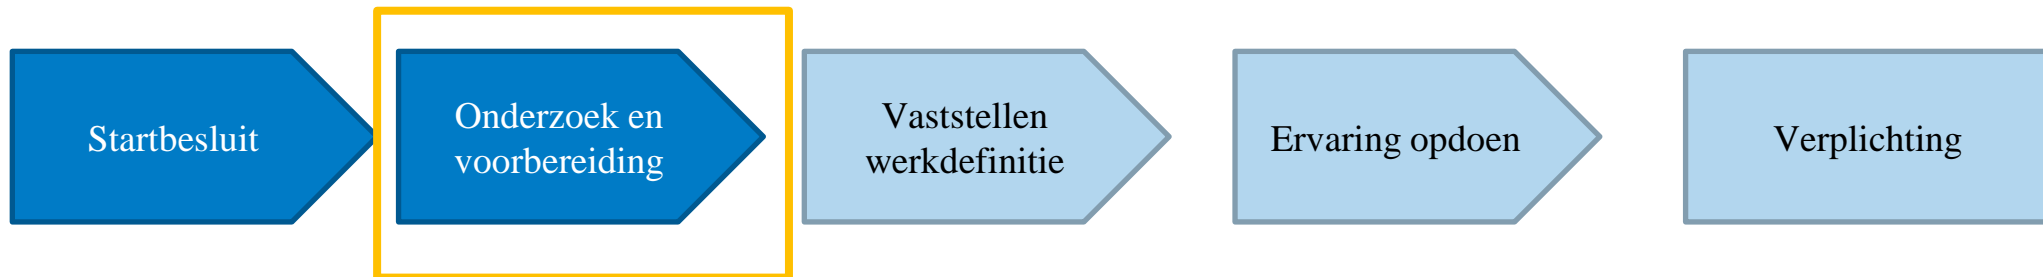 Startbesluit
Onderzoek en
voorbereiding
Vaststellen
werkdefinitie
Ervaring opdoen
Verplichting